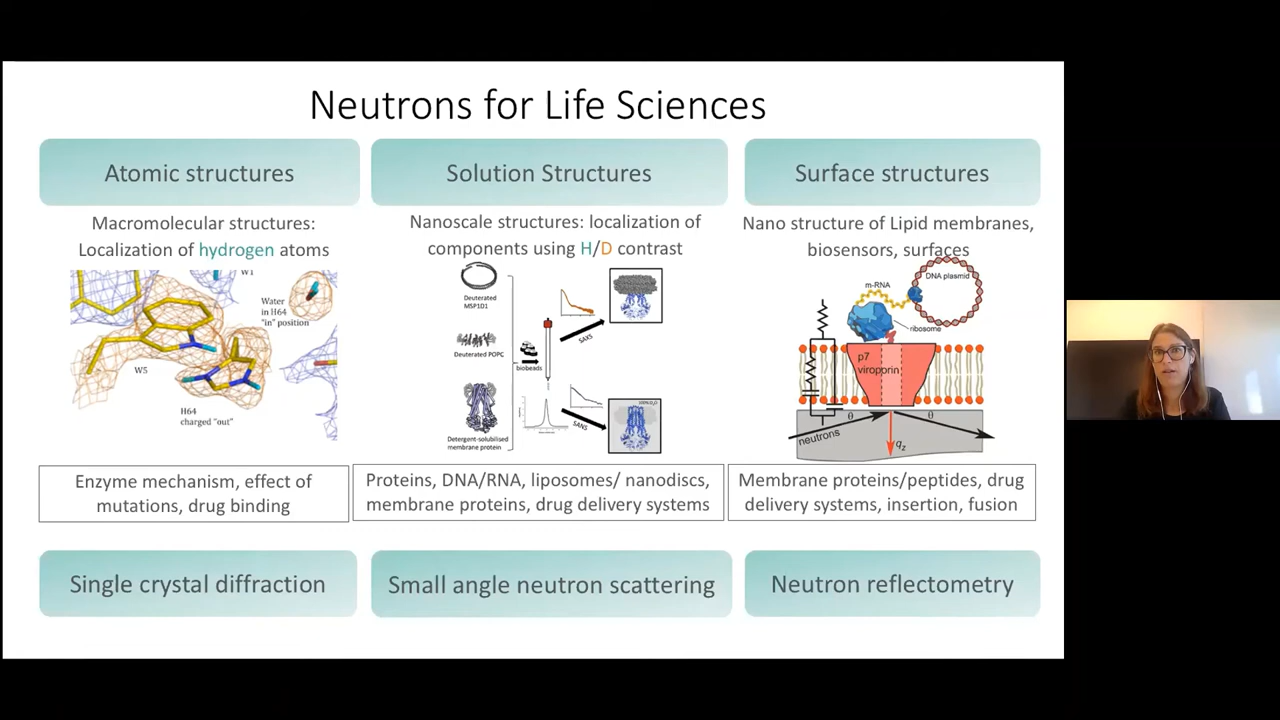 Neutrons for Life Sciences
Atomic structures
Solution Structures
Surface structures
Macromolecular structures:
Localization of hydrogen atoms
Nanoscale structures: localization of
components using H/D contrast
Nano structure of Lipid membranes,
biosensors, surfaces
W1
Water
in H64
"in" position
W5
H64
charged "out"
Deuterated
MSP1D1
Deuterated POPC
Detergent-solubilised
membrane protein
biobeads
SAXS
SANS
DNA plasmid
m-RNA
ribosome
p7
viroporin
θ
θ
neutrons
qz
Enzyme mechanism, effect of
mutations, drug binding
Proteins, DNA/RNA, liposomes/ nanodiscs,
membrane proteins, drug delivery systems
Membrane proteins/peptides, drug
delivery systems, insertion, fusion
Single crystal diffraction
Small angle neutron scattering
Neutron reflectometry